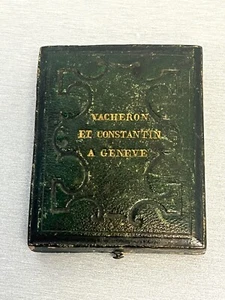 VACHERON
ET CONSTANTIN
A GENEVE